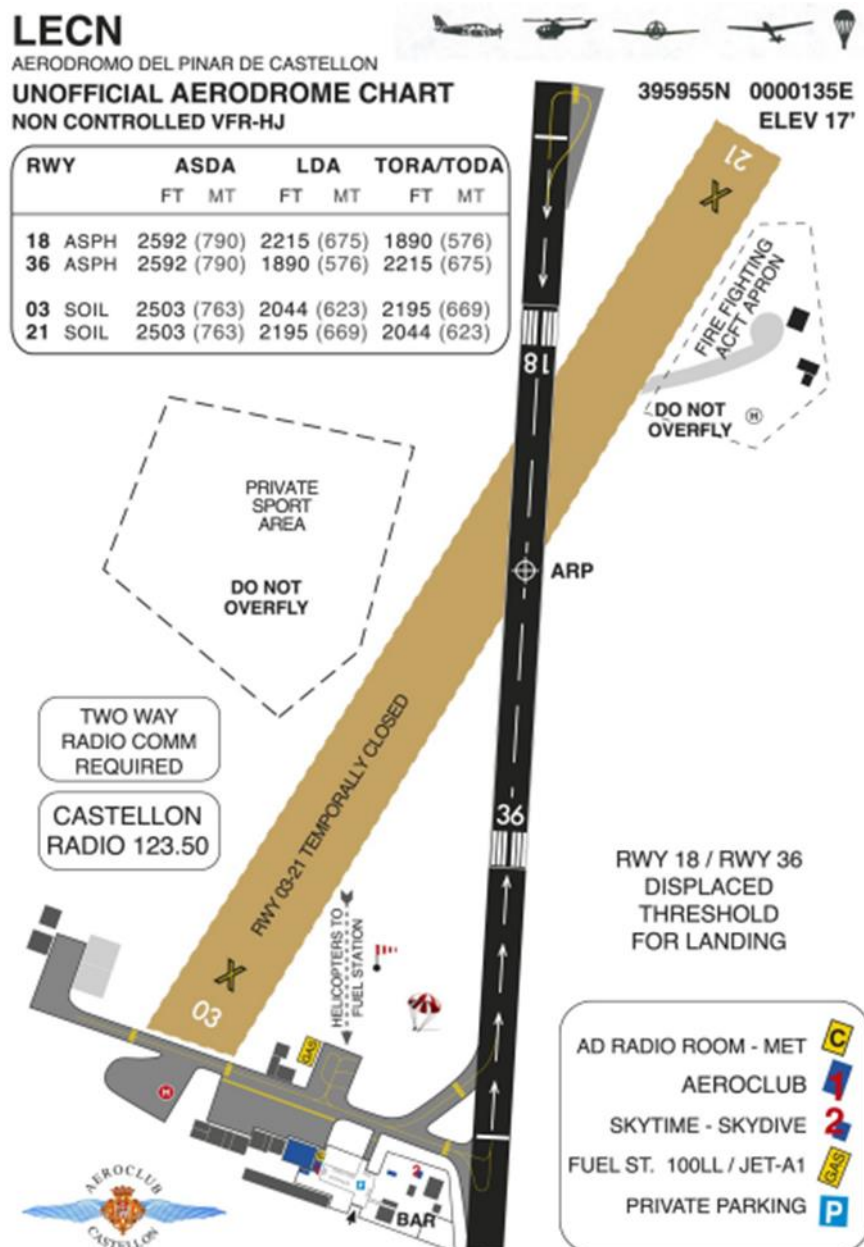 LECN
AERODROMO DEL PINAR DE CASTELLON
UNOFFICIAL AERODROME CHART
NON CONTROLLED VFR-HJ
395955N 0000135E
ELEV 17'
RWY ASDA LDA TORA/TODA
FT MT FT MT FT MT
18 ASPH 2592 (790) 2215 (675) 1890 (576)
36 ASPH 2592 (790) 1890 (576) 2215 (675)
03 SOIL 2503 (763) 2044 (623) 2195 (669)
21 SOIL 2503 (763) 2195 (669) 2044 (623)
21
X
FIRE FIGHTING
ACFT APRON
DO NOT
OVERFLY
H
18
PRIVATE
SPORT
AREA
DO NOT
OVERFLY
ARP
TWO WAY
RADIO COMM
REQUIRED
CASTELLON
RADIO 123.50
RWY 03-21 TEMPORALLY CLOSED
36
RWY 18 / RWY 36
DISPLACED
THRESHOLD
FOR LANDING
HELICOPTERS TO
FUEL STATION
X
03
GAS
H
C
1
P
2
BAR
AD RADIO ROOM - MET C
AEROCLUB 1
SKYTIME - SKYDIVE 2
FUEL ST. 100LL / JET-A1 GAS
PRIVATE PARKING P
AEROCLUB
CASTELLON